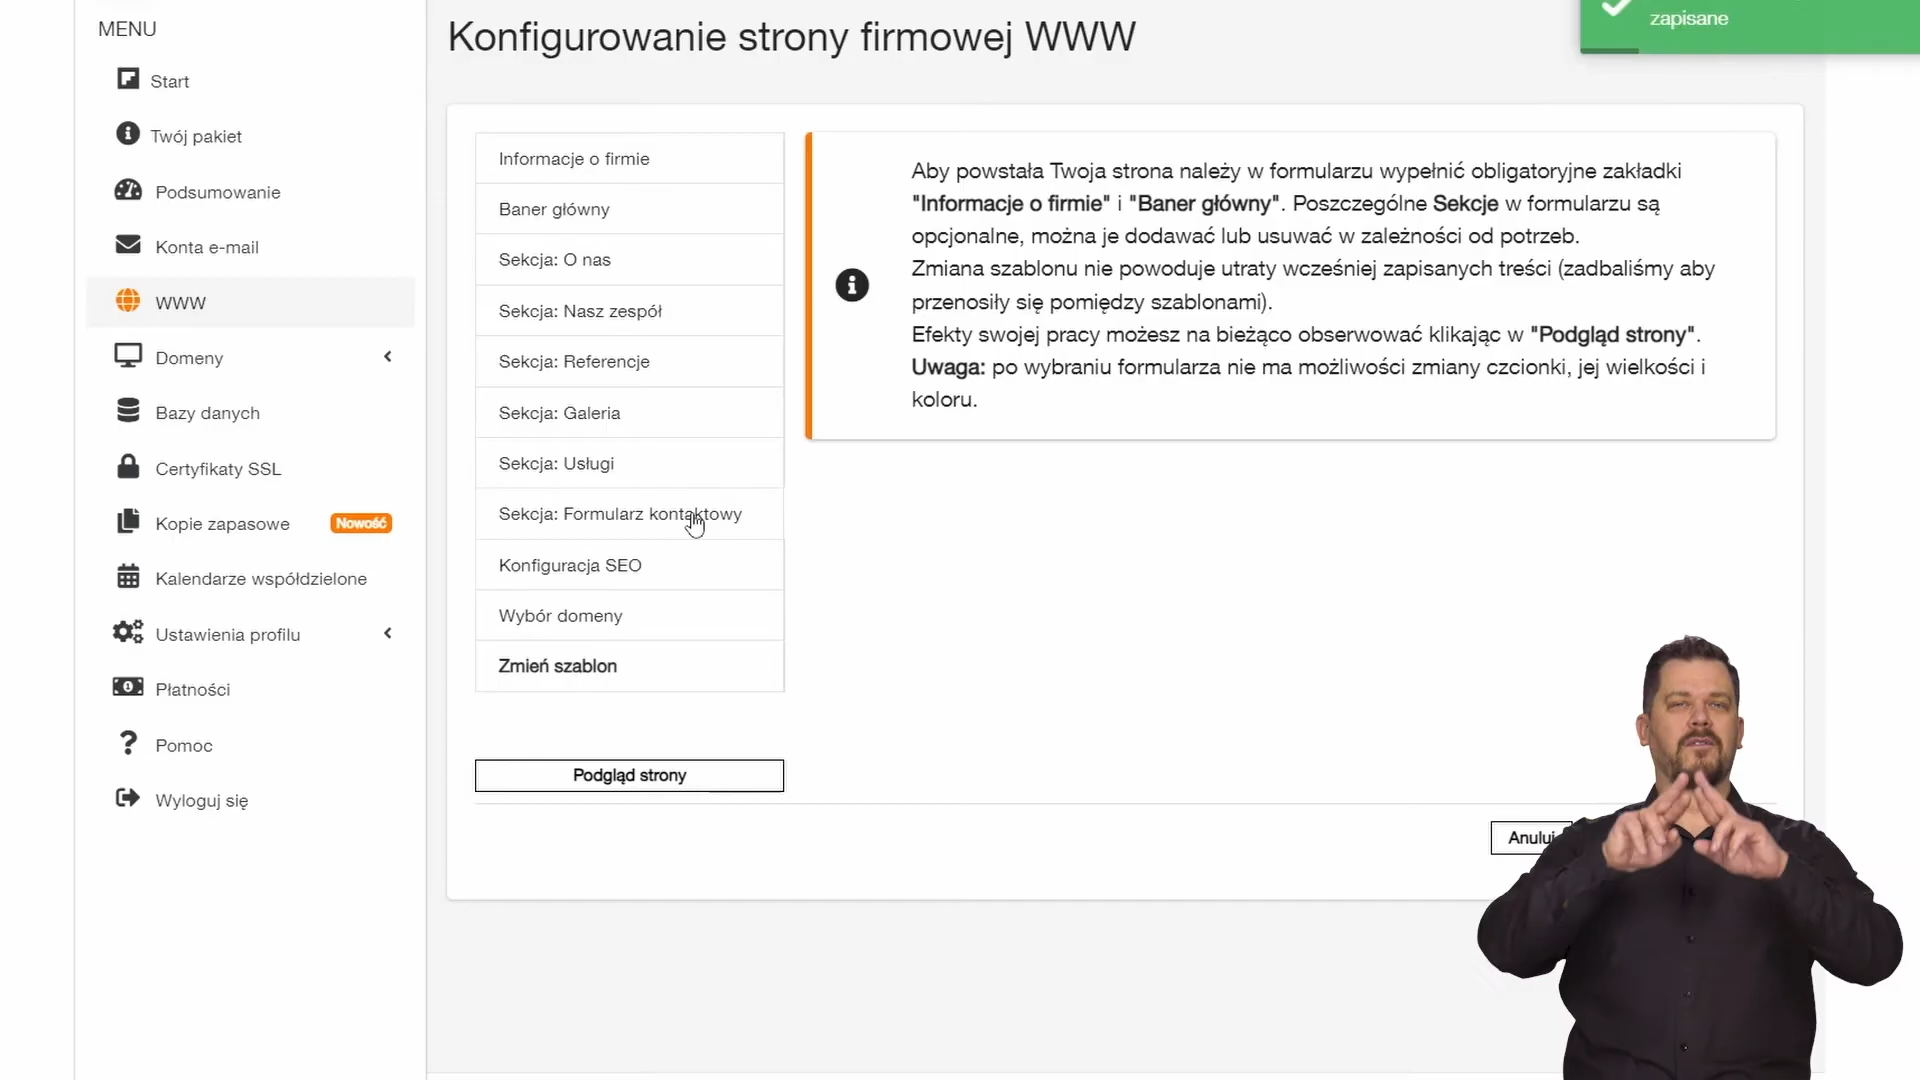 MENU
Start
Twój pakiet
Podsumowanie
Konta e-mail
WWW
Domeny
Bazy danych
Certyfikaty SSL
Kopie zapasowe Nowość
Kalendarze współdzielone
Ustawienia profilu
Płatności
Pomoc
Wyloguj się
Konfigurowanie strony firmowej WWW
zapisane
Informacje o firmie
Baner główny
Sekcja: O nas
Sekcja: Nasz zespół
Sekcja: Referencje
Sekcja: Galeria
Sekcja: Usługi
Sekcja: Formularz kontaktowy
Konfiguracja SEO
Wybór domeny
Zmień szablon
Podgląd strony
Aby powstała Twoja strona należy w formularzu wypełnić obligatoryjne zakładki
"Informacje o firmie" i "Baner główny". Poszczególne Sekcje w formularzu są
opcjonalne, można je dodawać lub usuwać w zależności od potrzeb.
Zmiana szablonu nie powoduje utraty wcześniej zapisanych treści (zadbaliśmy aby
przenosiły się pomiędzy szablonami).
Efekty swojej pracy możesz na bieżąco obserwować klikając w "Podgląd strony".
Uwaga: po wybraniu formularza nie ma możliwości zmiany czcionki, jej wielkości i
koloru.
Anuluj